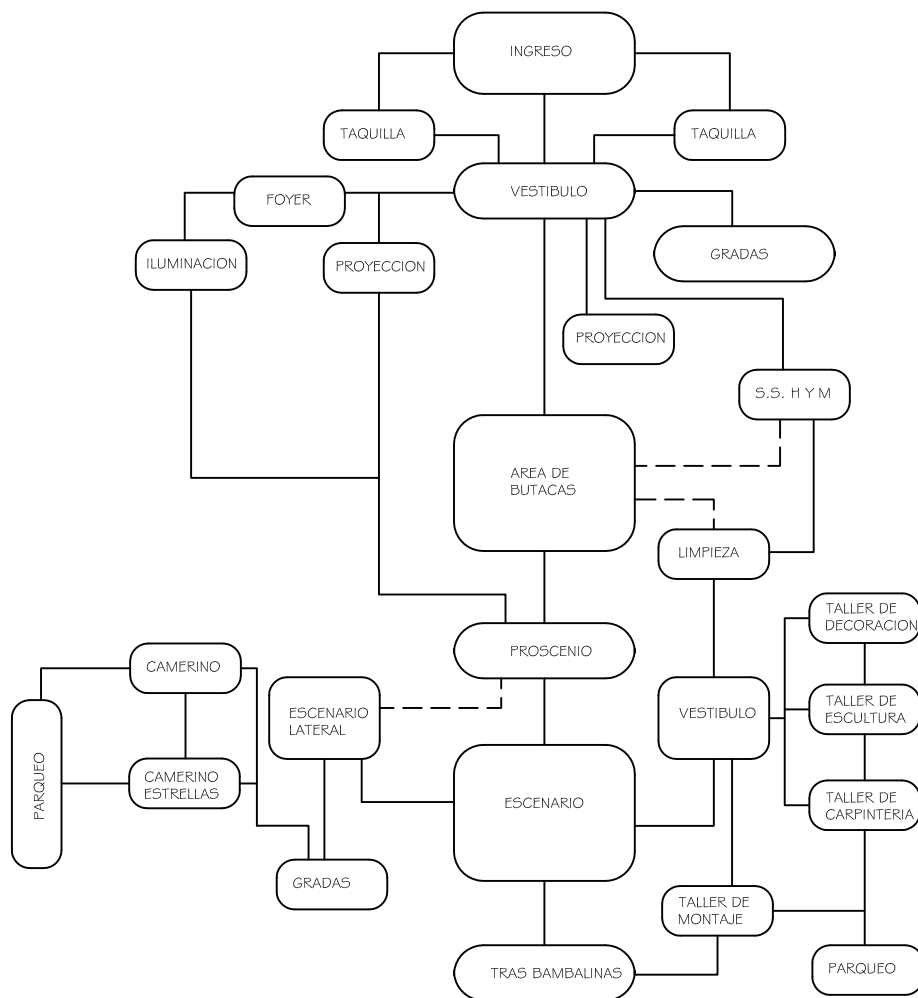 INGRESO
TAQUILLA
TAQUILLA
VESTIBULO
FOYER
ILUMINACION
PROYECCION
GRADAS
PROYECCION
S.S. H Y M
AREA DE
BUTACAS
LIMPIEZA
TALLER DE
DECORACION
PROSCENIO
CAMERINO
ESCENARIO
LATERAL
VESTIBULO
TALLER DE
ESCULTURA
PARQUEO
CAMERINO
ESTRELLAS
ESCENARIO
TALLER DE
CARPINTERIA
GRADAS
TALLER DE
MONTAJE
TRAS BAMBALINAS
PARQUEO